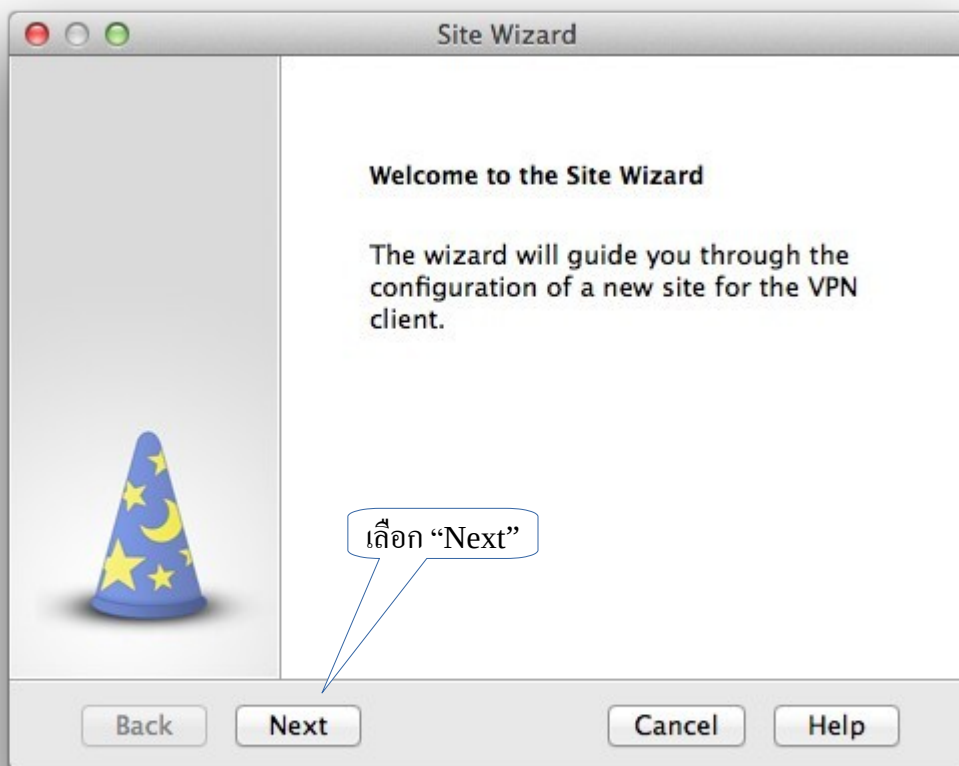 Site Wizard
Welcome to the Site Wizard
The wizard will guide you through the
configuration of a new site for the VPN
client.
เลือก “Next”
Back
Next
Cancel
Help